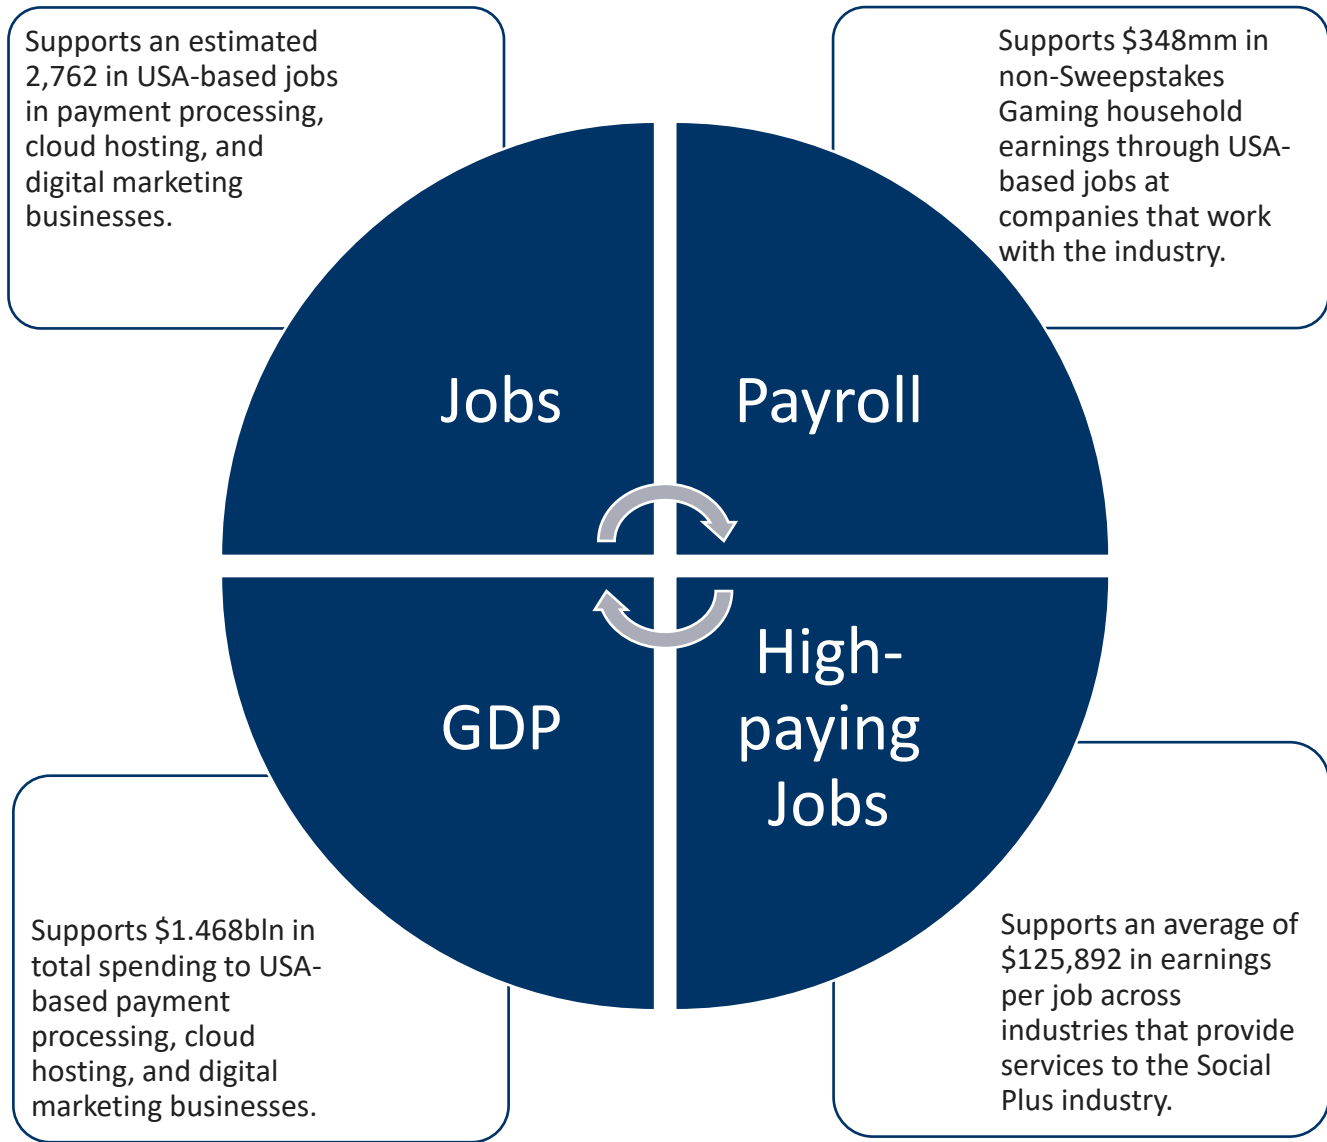 Supports an estimated
2,762 in USA-based jobs
in payment processing,
cloud hosting, and
digital marketing
businesses.
Supports $348mm in
non-Sweepstakes
Gaming household
earnings through USA-
based jobs at
companies that work
with the industry.
Jobs
Payroll
GDP
High-
paying
Jobs
Supports $1.468bln in
total spending to USA-
based payment
processing, cloud
hosting, and digital
marketing businesses.
Supports an average of
$125,892 in earnings
per job across
industries that provide
services to the Social
Plus industry.